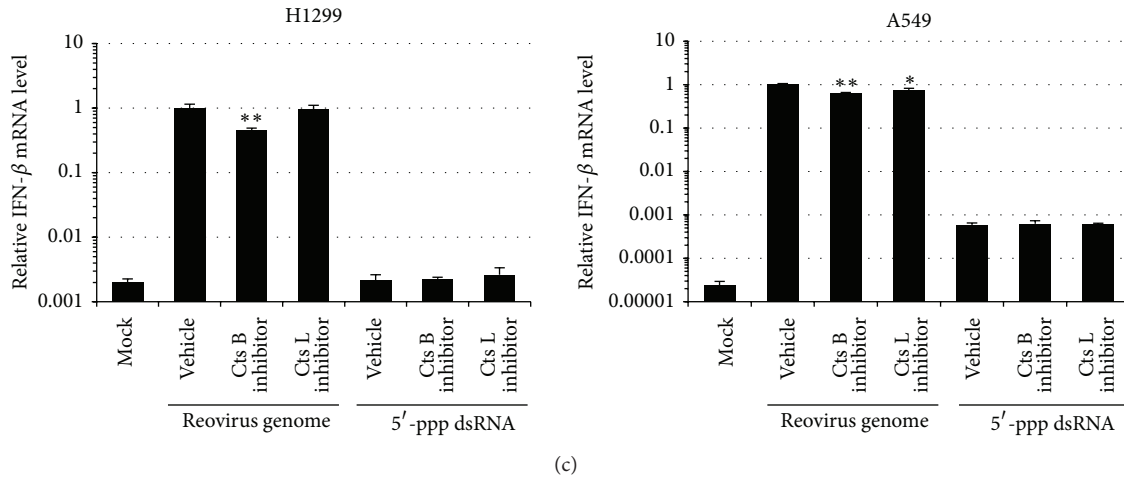 H1299
Relative IFN-β mRNA level
10
1
0.1
0.01
0.001
**
Mock
Vehicle
Cts B
inhibitor
Cts L
inhibitor
Vehicle
Cts B
inhibitor
Cts L
inhibitor
Reovirus genome
5′-ppp dsRNA
A549
Relative IFN-β mRNA level
10
1
0.1
0.01
0.001
0.0001
0.00001
**
*
Mock
Vehicle
Cts B
inhibitor
Cts L
inhibitor
Vehicle
Cts B
inhibitor
Cts L
inhibitor
Reovirus genome
5′-ppp dsRNA
(c)